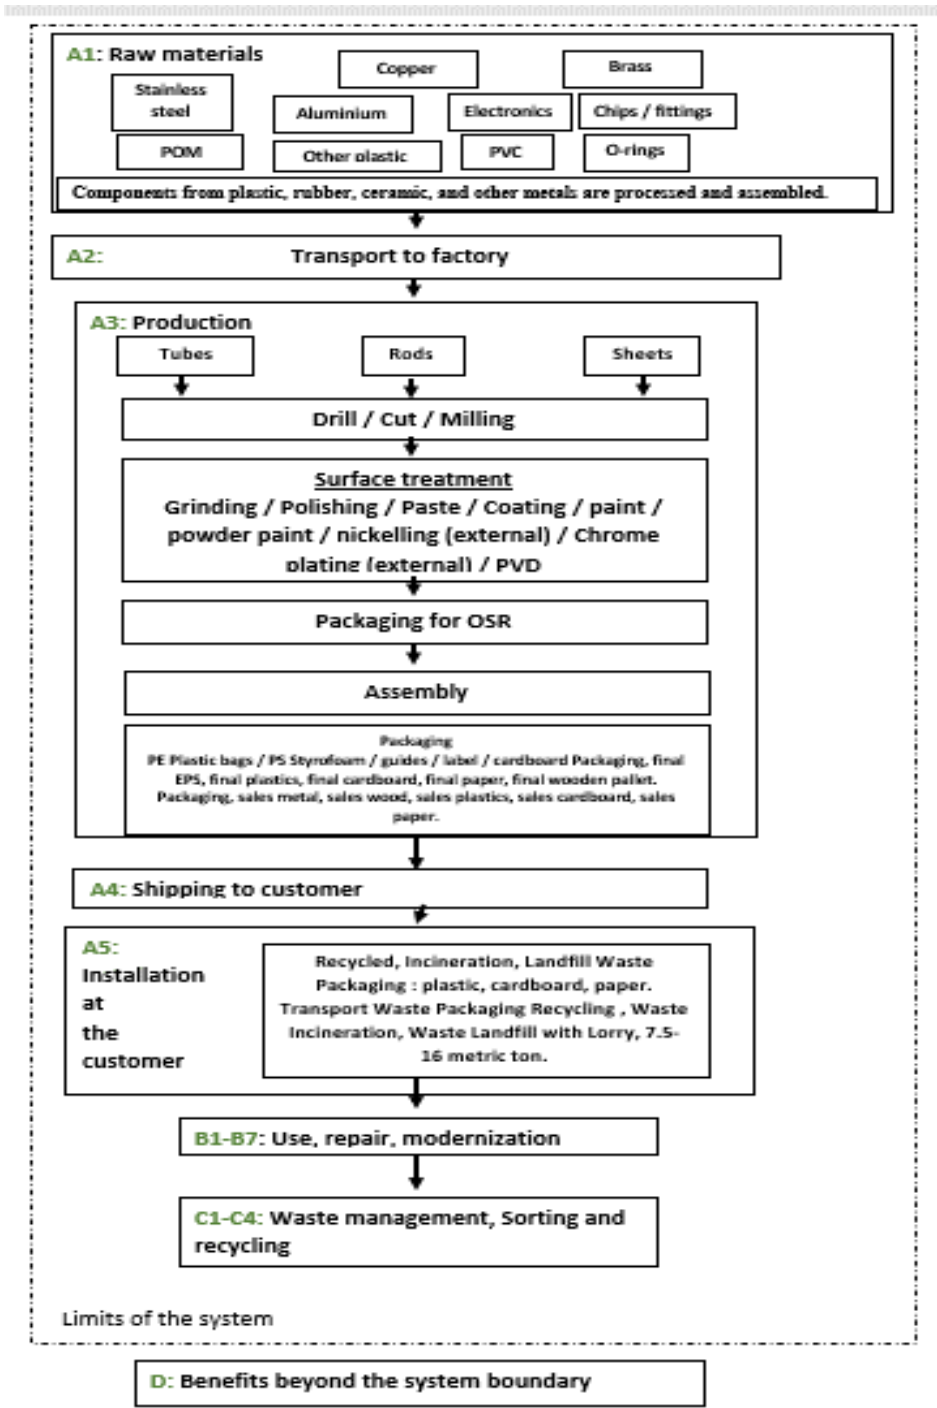 A1: Raw materials
Copper
Brass
Stainless
steel
Aluminium
Electronics
Chips / fittings
POM
Other plastic
PVC
O-rings
Components from plastic, rubber, ceramic, and other metals are processed and assembled.
A2: Transport to factory
A3: Production
Tubes
Rods
Sheets
Drill / Cut / Milling
Surface treatment
Grinding / Polishing / Paste / Coating / paint /
powder paint / nickelling (external) / Chrome
plating (external) / PVD
Packaging for OSR
Assembly
Packaging
PE Plastic bags / PS Styrofoam / guides / label / cardboard Packaging, final
EPS, final plastics, final cardboard, final paper, final wooden pallet.
Packaging, sales metal, sales wood, sales plastics, sales cardboard, sales
paper.
A4: Shipping to customer
A5:
Installation
at
the
customer
Recycled, Incineration, Landfill Waste
Packaging : plastic, cardboard, paper.
Transport Waste Packaging Recycling , Waste
Incineration, Waste Landfill with Lorry, 7.5-
16 metric ton.
B1-B7: Use, repair, modernization
C1-C4: Waste management, Sorting and
recycling
Limits of the system
D: Benefits beyond the system boundary